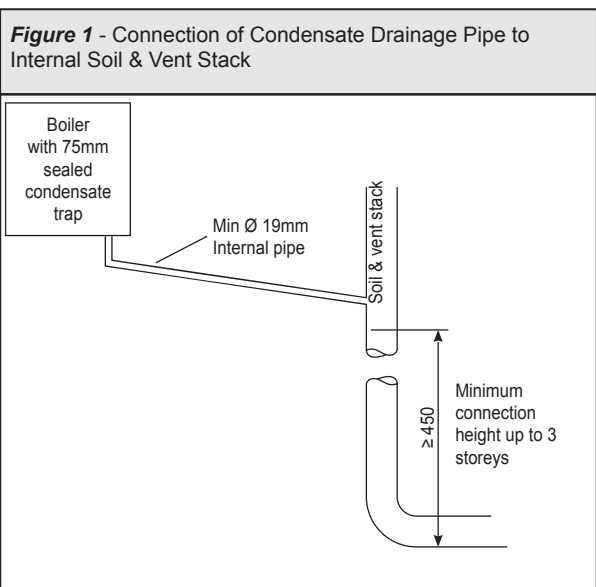 Figure 1 - Connection of Condensate Drainage Pipe to
Internal Soil & Vent Stack
Boiler
with 75mm
sealed
condensate
trap
Min Ø 19mm
Internal pipe
Soil & vent stack
≥ 450
Minimum
connection
height up to 3
storeys